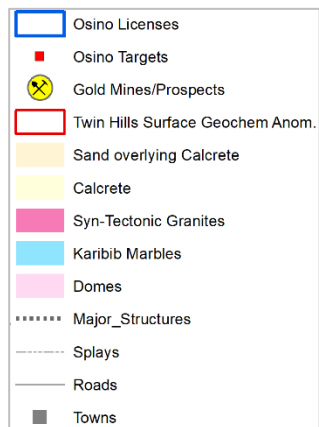 Osino Licenses
Osino Targets
Gold Mines/Prospects
Twin Hills Surface Geochem Anom.
Sand overlying Calcrete
Calcrete
Syn-Tectonic Granites
Karibib Marbles
Domes
Major_Structures
Splays
Roads
Towns